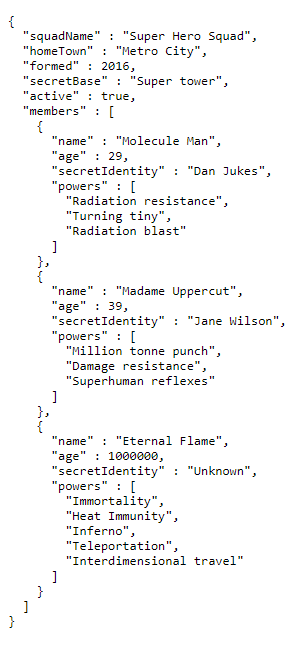 {
  "squadName" : "Super Hero Squad",
  "homeTown" : "Metro City",
  "formed" : 2016,
  "secretBase" : "Super tower",
  "active" : true,
  "members" : [
    {
      "name" : "Molecule Man",
      "age" : 29,
      "secretIdentity" : "Dan Jukes",
      "powers" : [
        "Radiation resistance",
        "Turning tiny",
        "Radiation blast"
      ]
    },
    {
      "name" : "Madame Uppercut",
      "age" : 39,
      "secretIdentity" : "Jane Wilson",
      "powers" : [
        "Million tonne punch",
        "Damage resistance",
        "Superhuman reflexes"
      ]
    },
    {
      "name" : "Eternal Flame",
      "age" : 1000000,
      "secretIdentity" : "Unknown",
      "powers" : [
        "Immortality",
        "Heat Immunity",
        "Inferno",
        "Teleportation",
        "Interdimensional travel"
      ]
    }
  ]
}